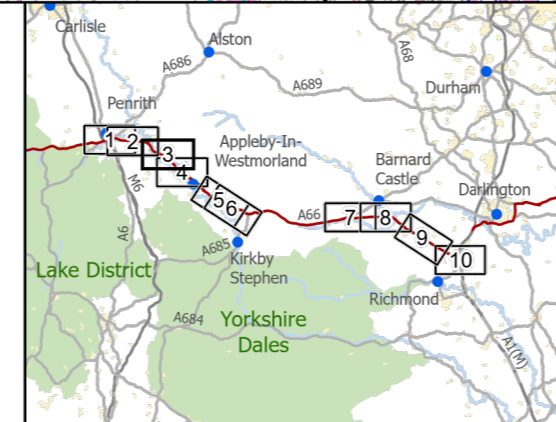 Carlisle
Alston
A686
A689
A68
Durham
Penrith
1
2
3
4
5
6
7
8
9
10
Appleby-In-
Westmorland
Barnard
Castle
Darlington
M6
A6
A66
A685
Kirkby
Stephen
Lake District
Richmond
A684
Yorkshire
Dales
A1(M)